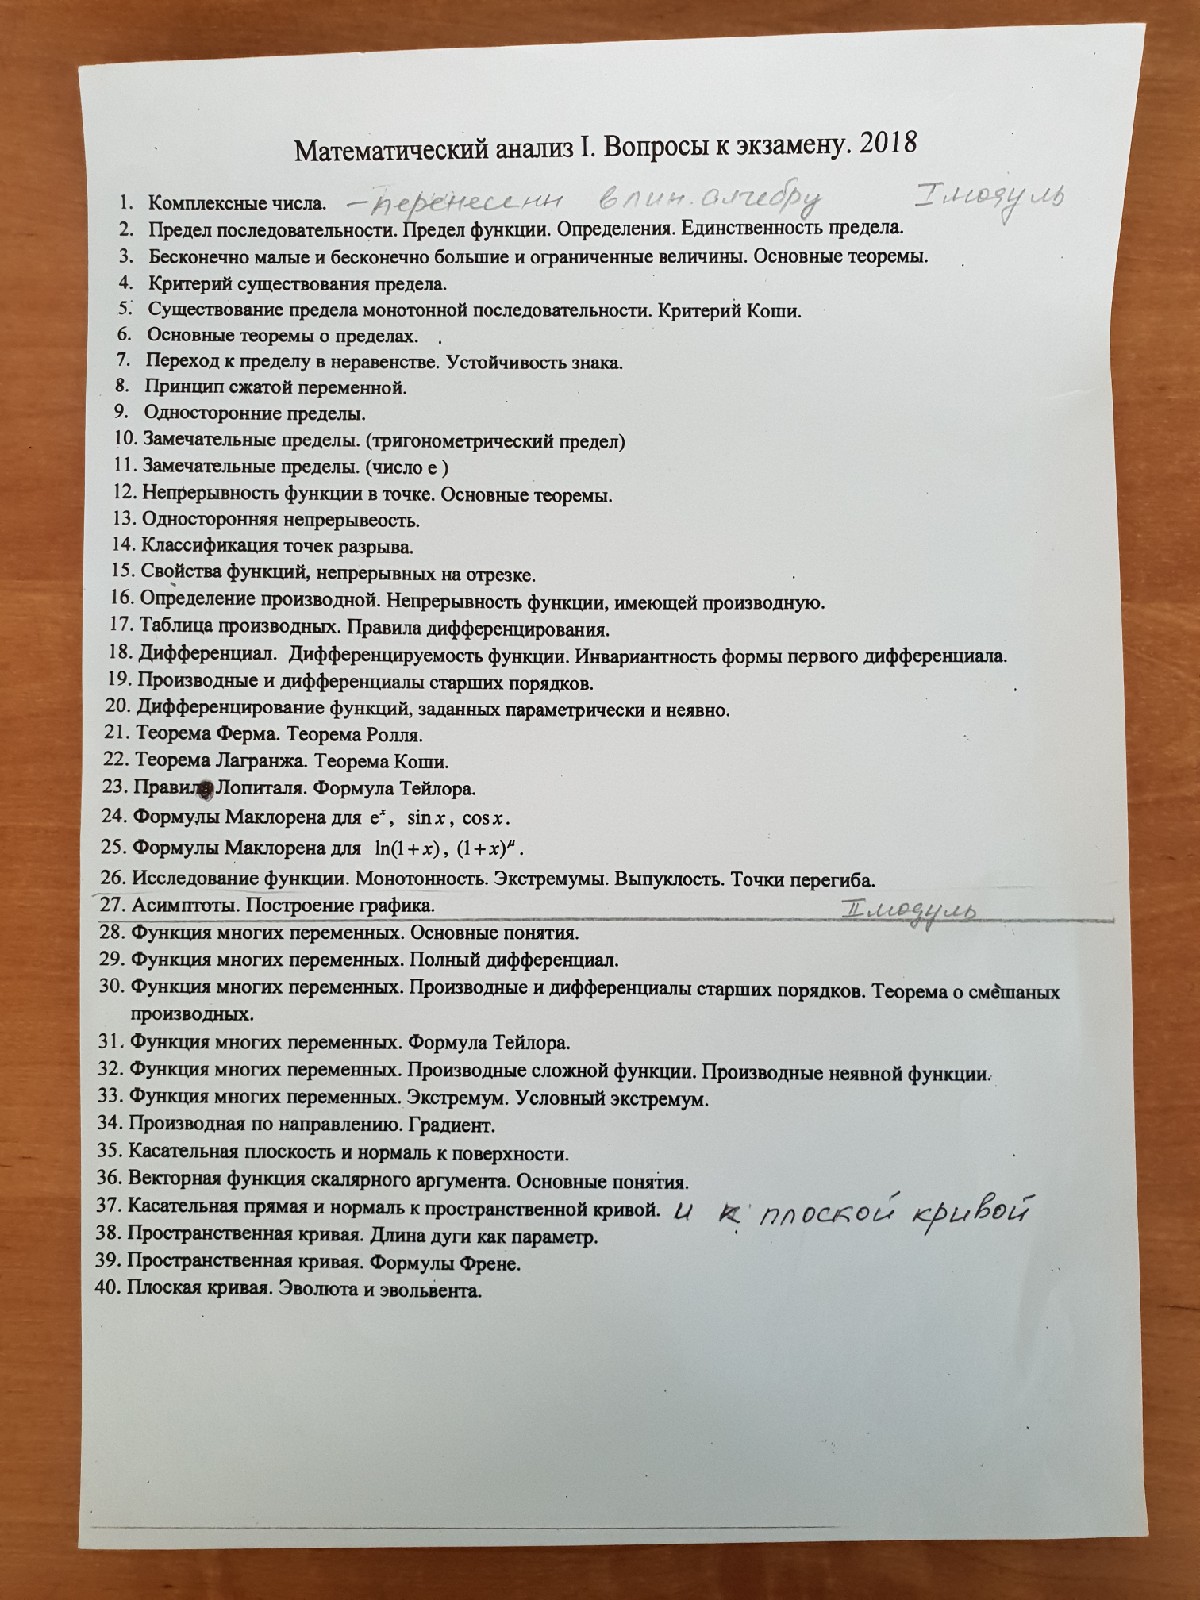 Математический анализ I. Вопросы к экзамену. 2018
1. Комплексные числа. – перенесены в лин. алгебру I модуль
2. Предел последовательности. Предел функции. Определения. Единственность предела.
3. Бесконечно малые и бесконечно большие и ограниченные величины. Основные теоремы.
4. Критерий существования предела.
5. Существование предела монотонной последовательности. Критерий Коши.
6. Основные теоремы о пределах.
7. Переход к пределу в неравенстве. Устойчивость знака.
8. Принцип сжатой переменной.
9. Односторонние пределы.
10. Замечательные пределы. (тригонометрический предел)
11. Замечательные пределы. (число e )
12. Непрерывность функции в точке. Основные теоремы.
13. Односторонняя непрерывеость.
14. Классификация точек разрыва.
15. Свойства функций, непрерывных на отрезке.
16. Определение производной. Непрерывность функции, имеющей производную.
17. Таблица производных. Правила дифференцирования.
18. Дифференциал. Дифференцируемость функции. Инвариантность формы первого дифференциала.
19. Производные и дифференциалы старших порядков.
20. Дифференцирование функций, заданных параметрически и неявно.
21. Теорема Ферма. Теорема Ролля.
22. Теорема Лагранжа. Теорема Коши.
23. Правила Лопиталя. Формула Тейлора.
24. Формулы Маклорена для eˣ, sin x, cos x.
25. Формулы Маклорена для ln(1+x), (1+x)^μ.
26. Исследование функции. Монотонность. Экстремумы. Выпуклость. Точки перегиба.
27. Асимптоты. Построение графика. II модуль
28. Функция многих переменных. Основные понятия.
29. Функция многих переменных. Полный дифференциал.
30. Функция многих переменных. Производные и дифференциалы старших порядков. Теорема о смешаных
производных.
31. Функция многих переменных. Формула Тейлора.
32. Функция многих переменных. Производные сложной функции. Производные неявной функции.
33. Функция многих переменных. Экстремум. Условный экстремум.
34. Производная по направлению. Градиент.
35. Касательная плоскость и нормаль к поверхности.
36. Векторная функция скалярного аргумента. Основные понятия.
37. Касательная прямая и нормаль к пространственной кривой. и к плоской кривой
38. Пространственная кривая. Длина дуги как параметр.
39. Пространственная кривая. Формулы Френе.
40. Плоская кривая. Эволюта и эвольвента.